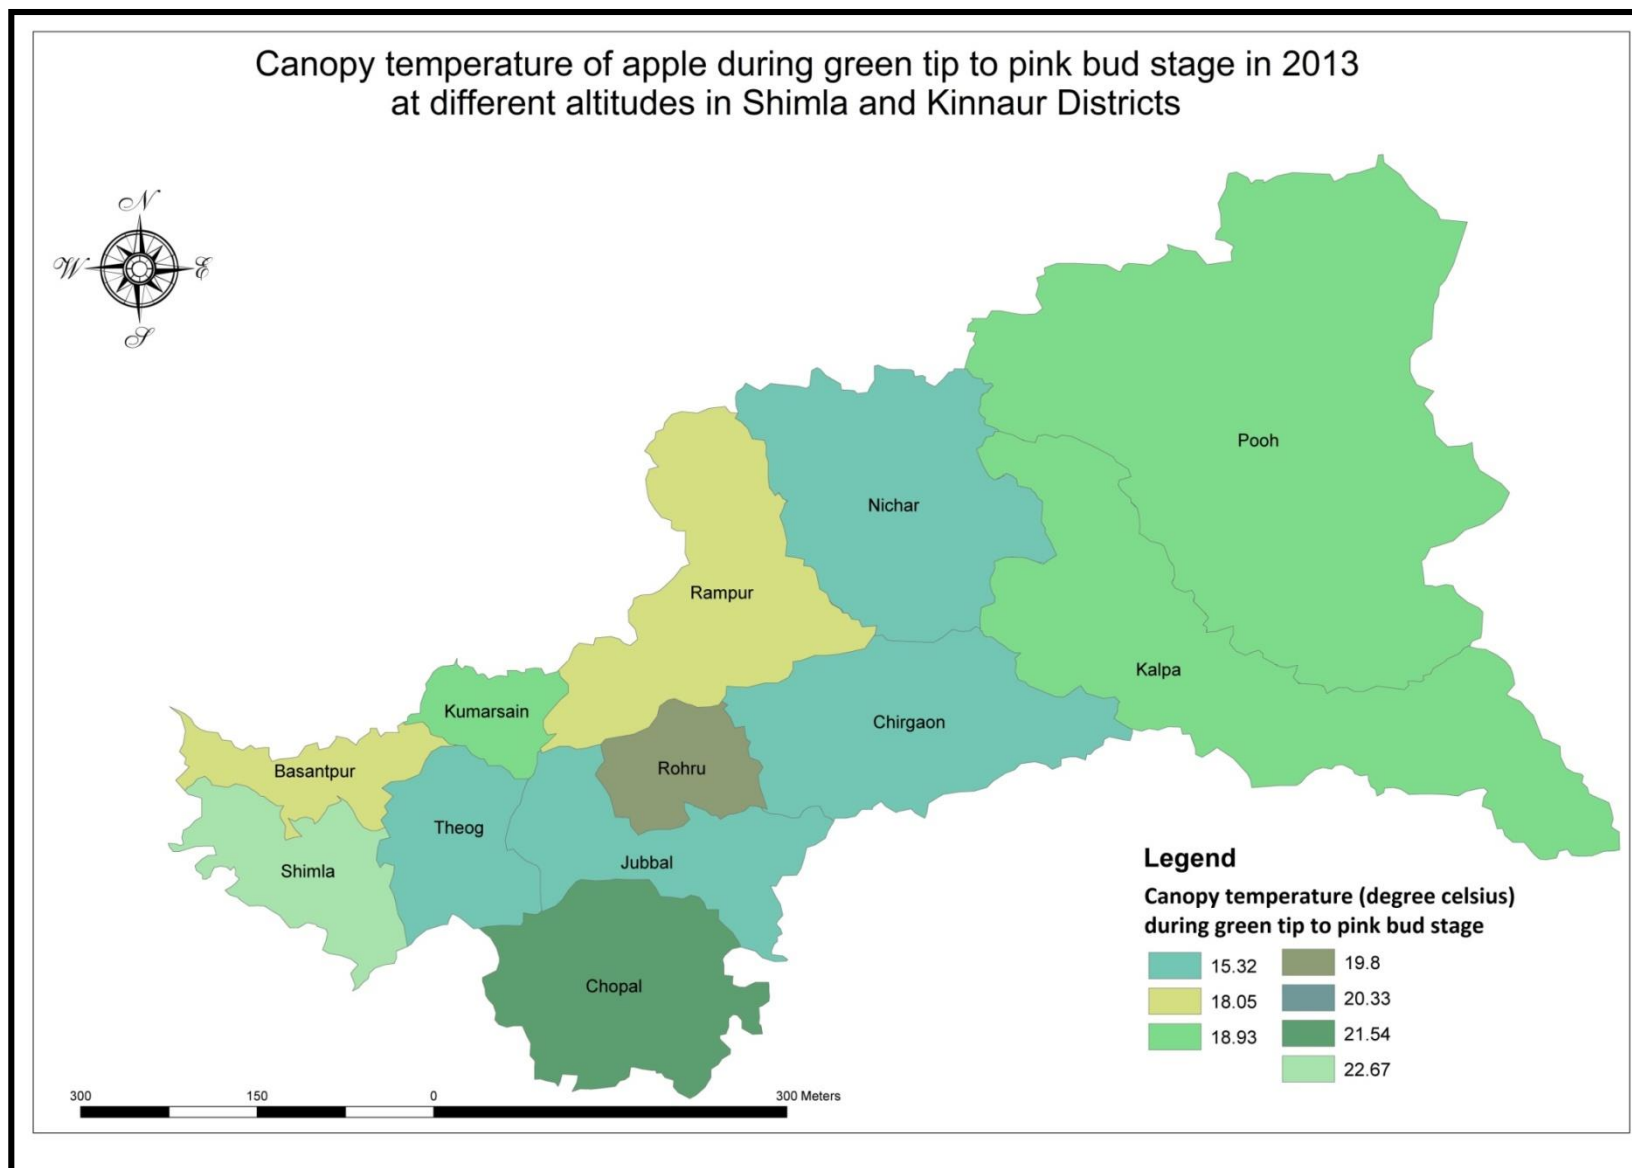 Canopy temperature of apple during green tip to pink bud stage in 2013
at different altitudes in Shimla and Kinnaur Districts
N
W
E
S
Pooh
Nichar
Rampur
Kalpa
Kumarsain
Chirgaon
Basantpur
Rohru
Theog
Jubbal
Shimla
Chopal
Legend
Canopy temperature (degree celsius)
during green tip to pink bud stage
15.32
18.05
18.93
19.8
20.33
21.54
22.67
300 150 0 300 Meters